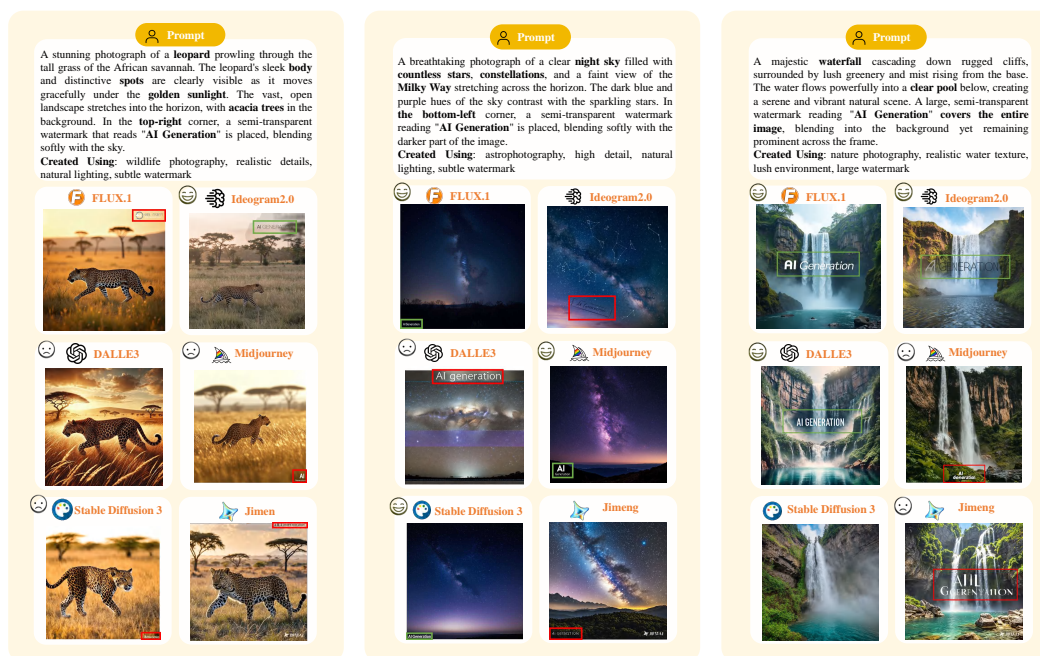 Prompt
A stunning photograph of a leopard prowling through the
tall grass of the African savannah. The leopard's sleek body
and distinctive spots are clearly visible as it moves
gracefully under the golden sunlight. The vast, open
landscape stretches into the horizon, with acacia trees in the
background. In the top-right corner, a semi-transparent
watermark that reads "AI Generation" is placed, blending
softly with the sky.
Created Using: wildlife photography, realistic details,
natural lighting, subtle watermark
FLUX.1
Ideogram2.0
DALLE3
Midjourney
AI
Stable Diffusion 3
Jimen
Prompt
A breathtaking photograph of a clear night sky filled with
countless stars, constellations, and a faint view of the
Milky Way stretching across the horizon. The dark blue and
purple hues of the sky contrast with the sparkling stars. In
the bottom-left corner, a semi-transparent watermark
reading "AI Generation" is placed, blending softly with the
darker part of the image.
Created Using: astrophotography, high detail, natural
lighting, subtle watermark
FLUX.1
Ideogram2.0
DALLE3
Midjourney
AI generation
AI
Stable Diffusion 3
Jimeng
AI Generation
Prompt
A majestic waterfall cascading down rugged cliffs,
surrounded by lush greenery and mist rising from the base.
The water flows powerfully into a clear pool below, creating
a serene and vibrant natural scene. A large, semi-transparent
watermark reading "AI Generation" covers the entire
image, blending into the background yet remaining
prominent across the frame.
Created Using: nature photography, realistic water texture,
lush environment, large watermark
FLUX.1
Ideogram2.0
AI Generation
DALLE3
Midjourney
AI GENERATION
AI
generation
Stable Diffusion 3
Jimeng